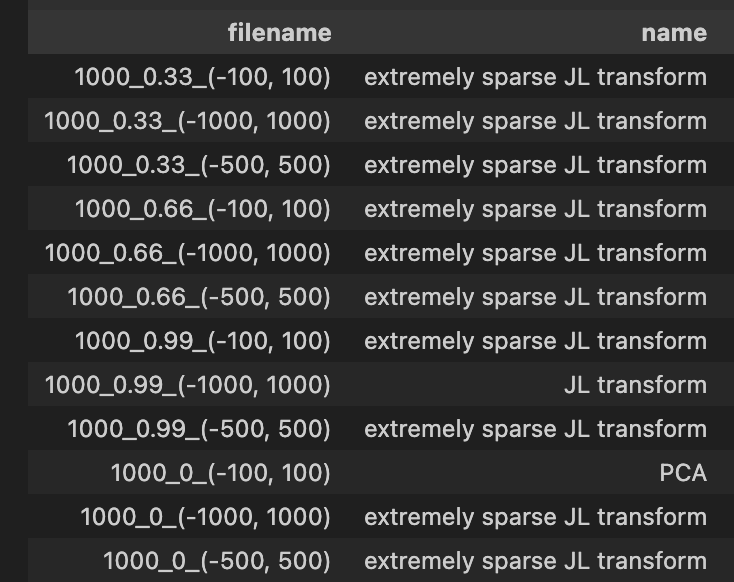 filename name
1000_0.33_(-100, 100) extremely sparse JL transform
1000_0.33_(-1000, 1000) extremely sparse JL transform
1000_0.33_(-500, 500) extremely sparse JL transform
1000_0.66_(-100, 100) extremely sparse JL transform
1000_0.66_(-1000, 1000) extremely sparse JL transform
1000_0.66_(-500, 500) extremely sparse JL transform
1000_0.99_(-100, 100) extremely sparse JL transform
1000_0.99_(-1000, 1000) JL transform
1000_0.99_(-500, 500) extremely sparse JL transform
1000_0_(-100, 100) PCA
1000_0_(-1000, 1000) extremely sparse JL transform
1000_0_(-500, 500) extremely sparse JL transform